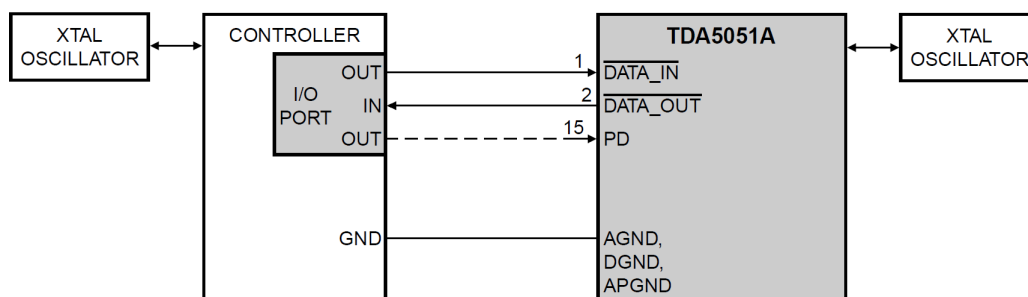 XTAL
OSCILLATOR
CONTROLLER
I/O
PORT
OUT
IN
OUT
GND
1
2
15
TDA5051A
DATA_IN
DATA_OUT
PD
AGND,
DGND,
APGND
XTAL
OSCILLATOR